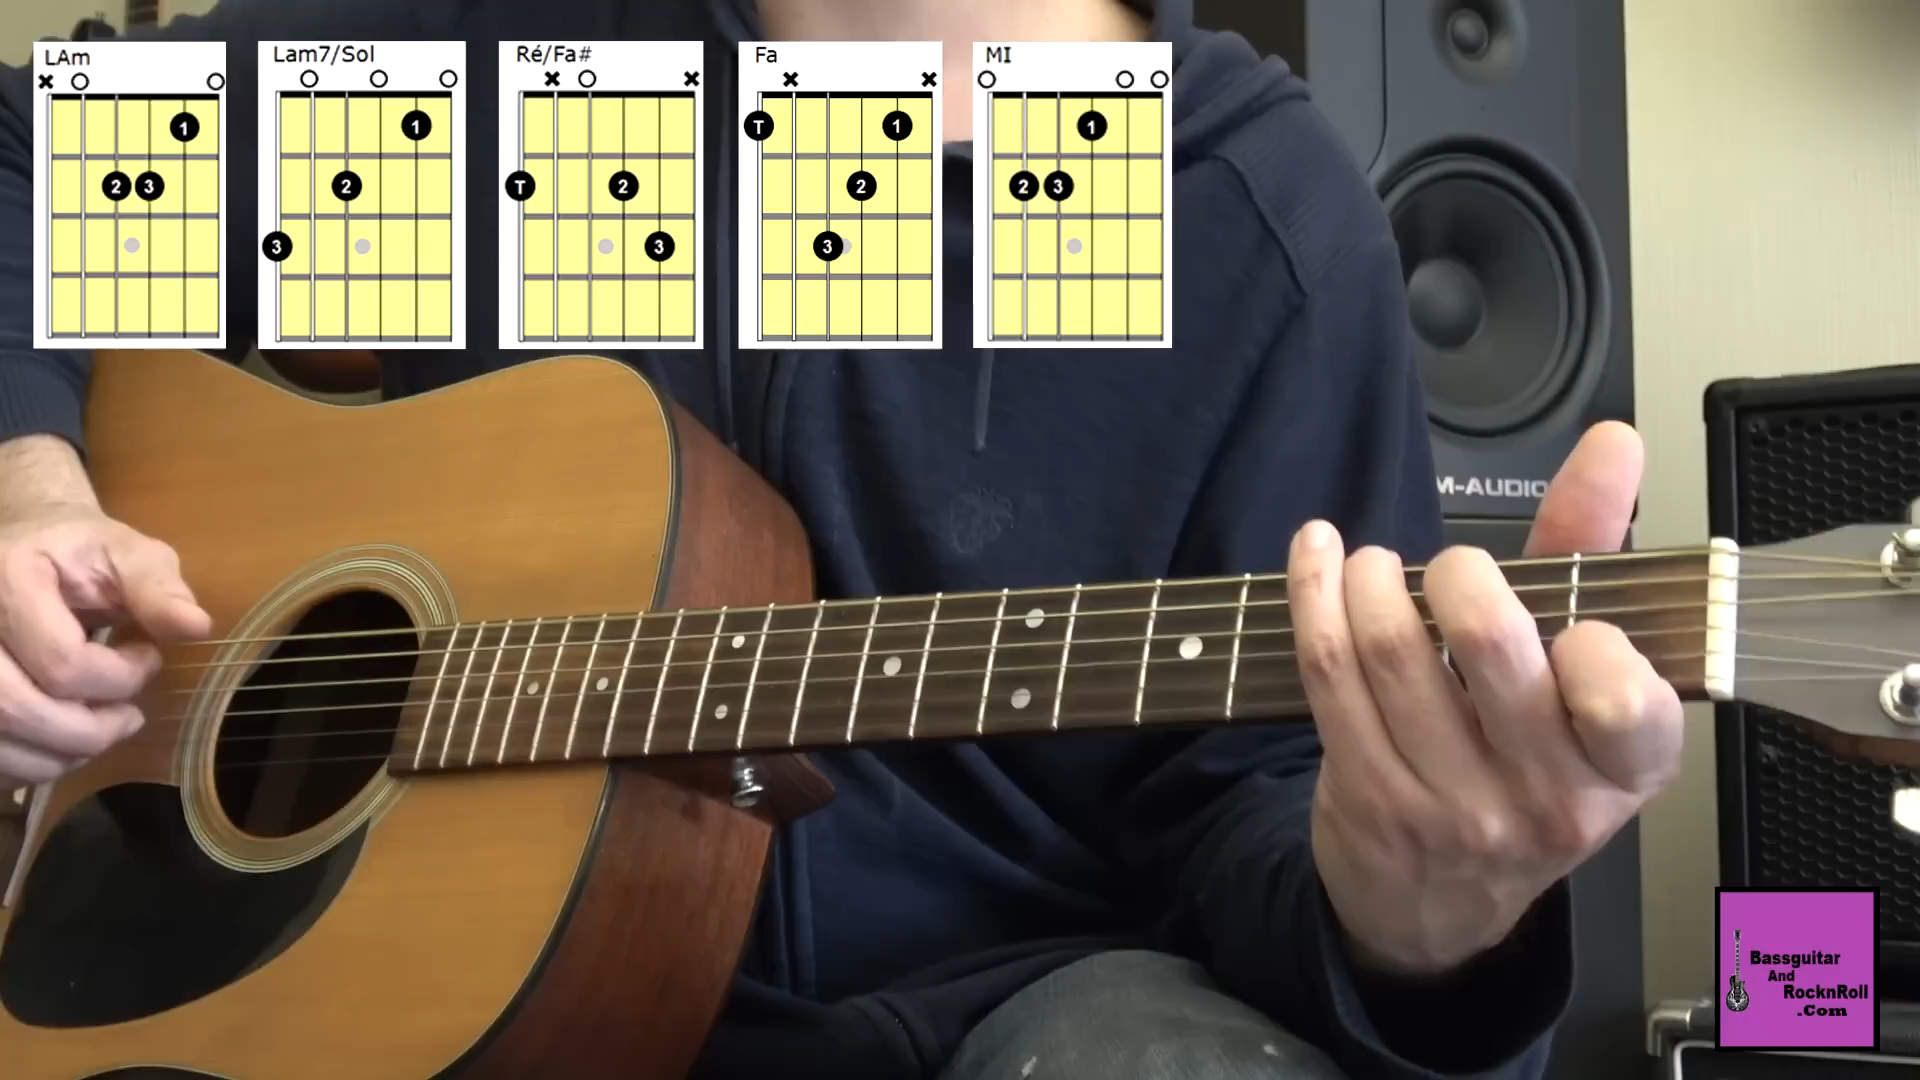 LAm
Lam7/Sol
Ré/Fa#
Fa
MI
1
2 3
1
2
3
T 2
3
T 1
2
3
1
2 3
M-AUDIO
Bassguitar
And
RocknRoll
.Com